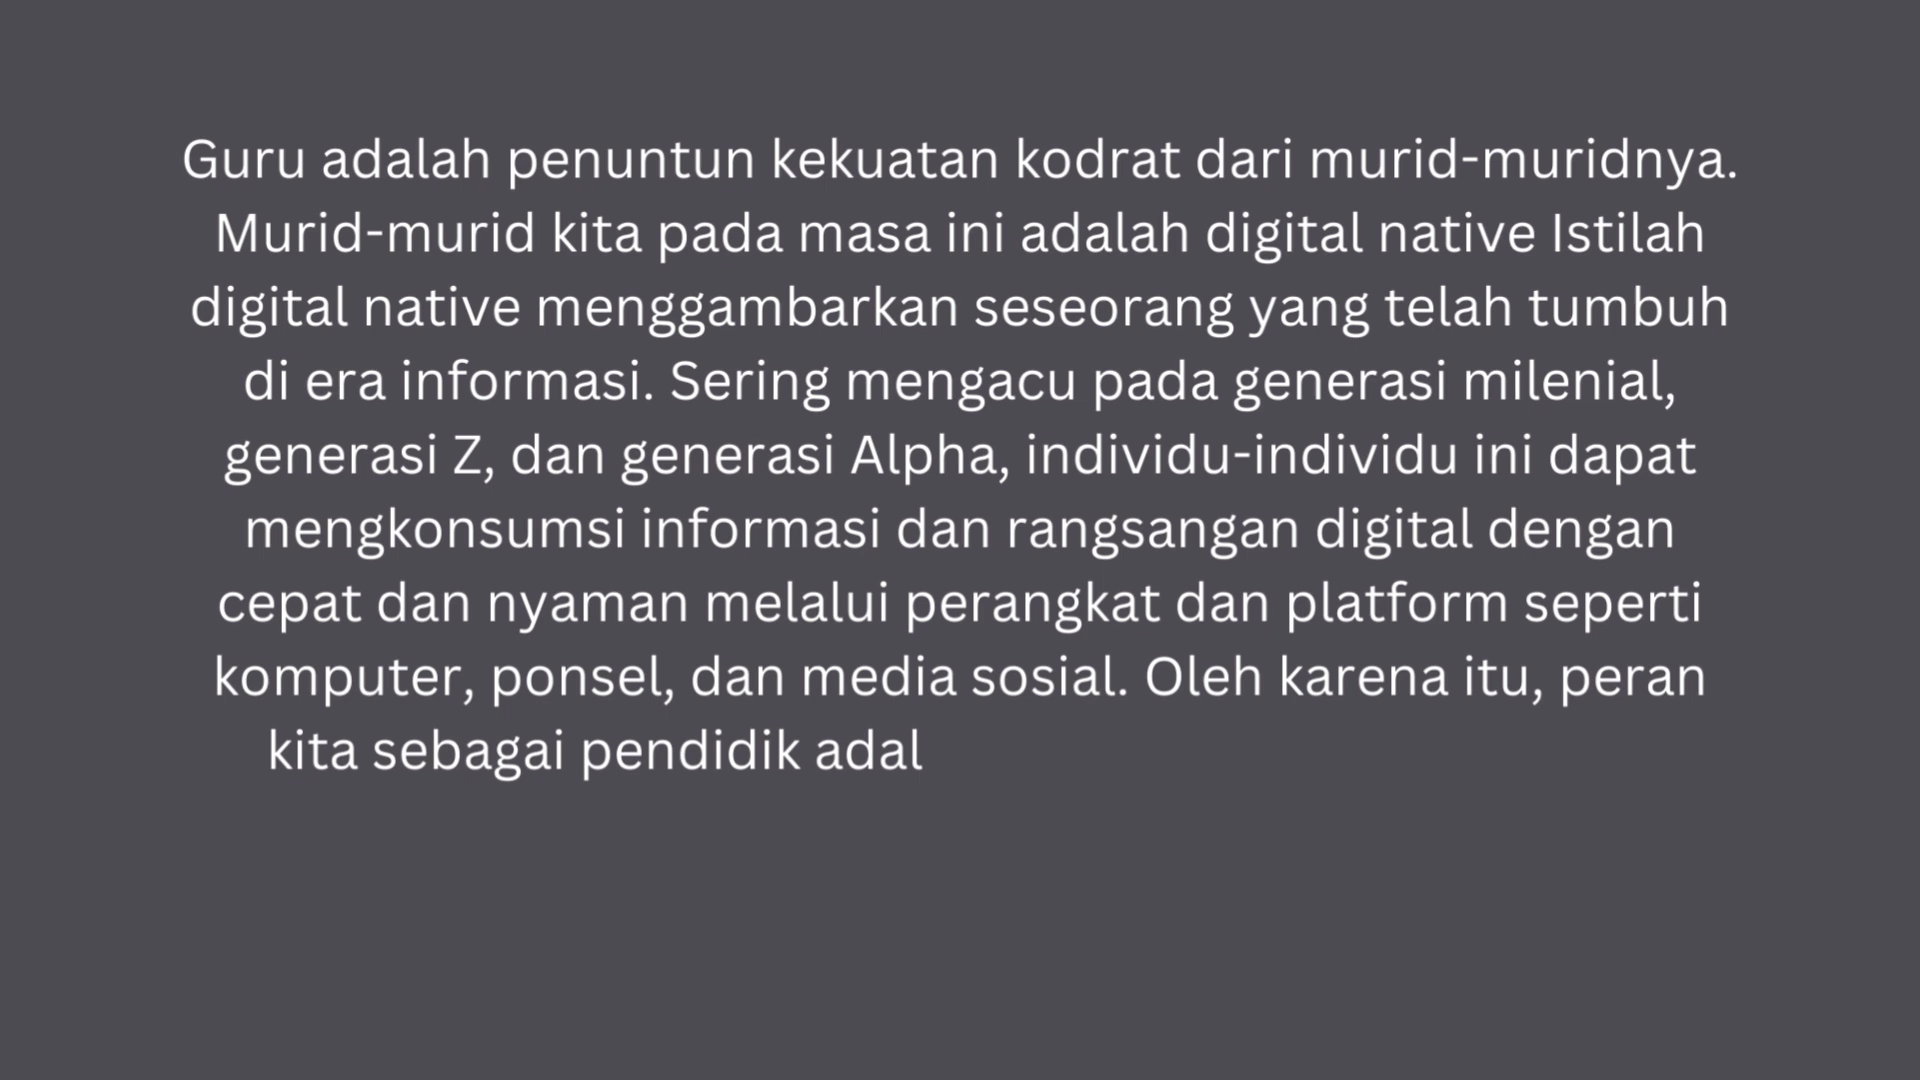 Guru adalah penuntun kekuatan kodrat dari murid-muridnya.
Murid-murid kita pada masa ini adalah digital native Istilah
digital native menggambarkan seseorang yang telah tumbuh
di era informasi. Sering mengacu pada generasi milenial,
generasi Z, dan generasi Alpha, individu-individu ini dapat
mengkonsumsi informasi dan rangsangan digital dengan
cepat dan nyaman melalui perangkat dan platform seperti
komputer, ponsel, dan media sosial. Oleh karena itu, peran
kita sebagai pendidik adal